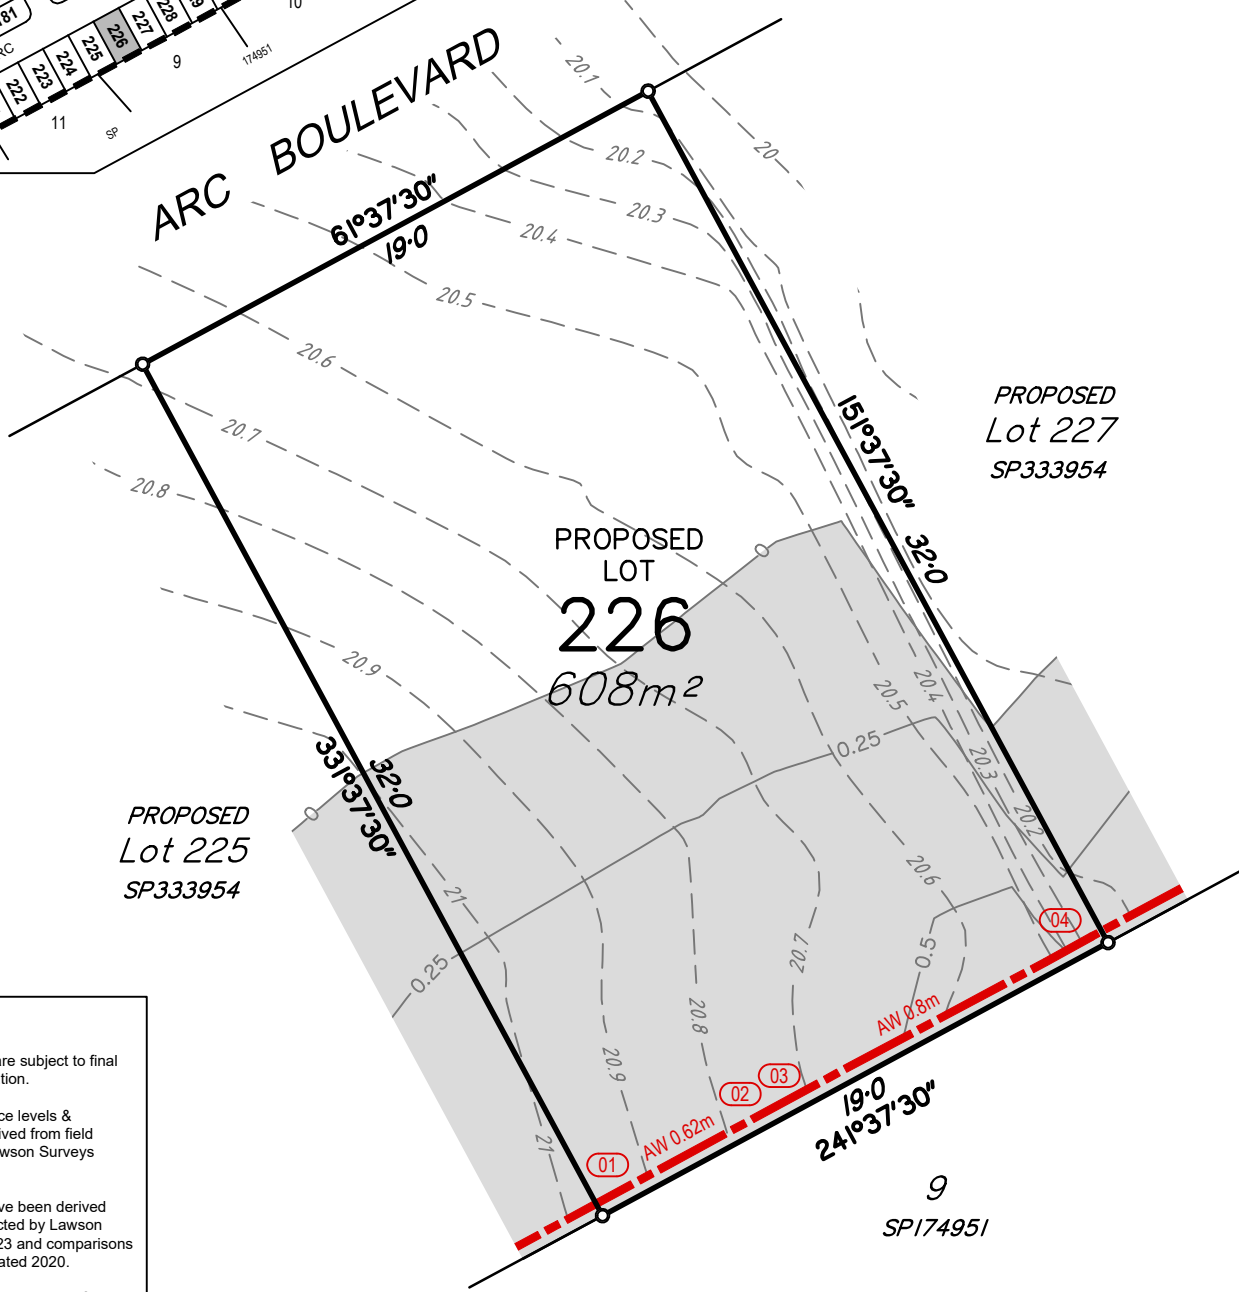 181
RC
222
223
224
225
226
227
228
9
10
11
174951
SP
ARC BOULEVARD
61°37'30"
19·0
20.1
20
20.2
20.3
20.4
20.5
20.6
20.7
20.8
20.9
151°37'30"
32·0
PROPOSED
Lot 227
SP333954
PROPOSED
LOT
226
608m²
331°37'30"
32·0
PROPOSED
Lot 225
SP333954
20.5
20.4
20.3
20.2
0.25
20.6
21
0.25
0.5
20.7
20.8
20.9
21
01
AW 0.62m
02
03
AW 0.8m
04
19·0
241°37'30"
9
SP174951
are subject to final
tion.
ce levels &
ived from field
wson Surveys
ve been derived
cted by Lawson
23 and comparisons
ated 2020.